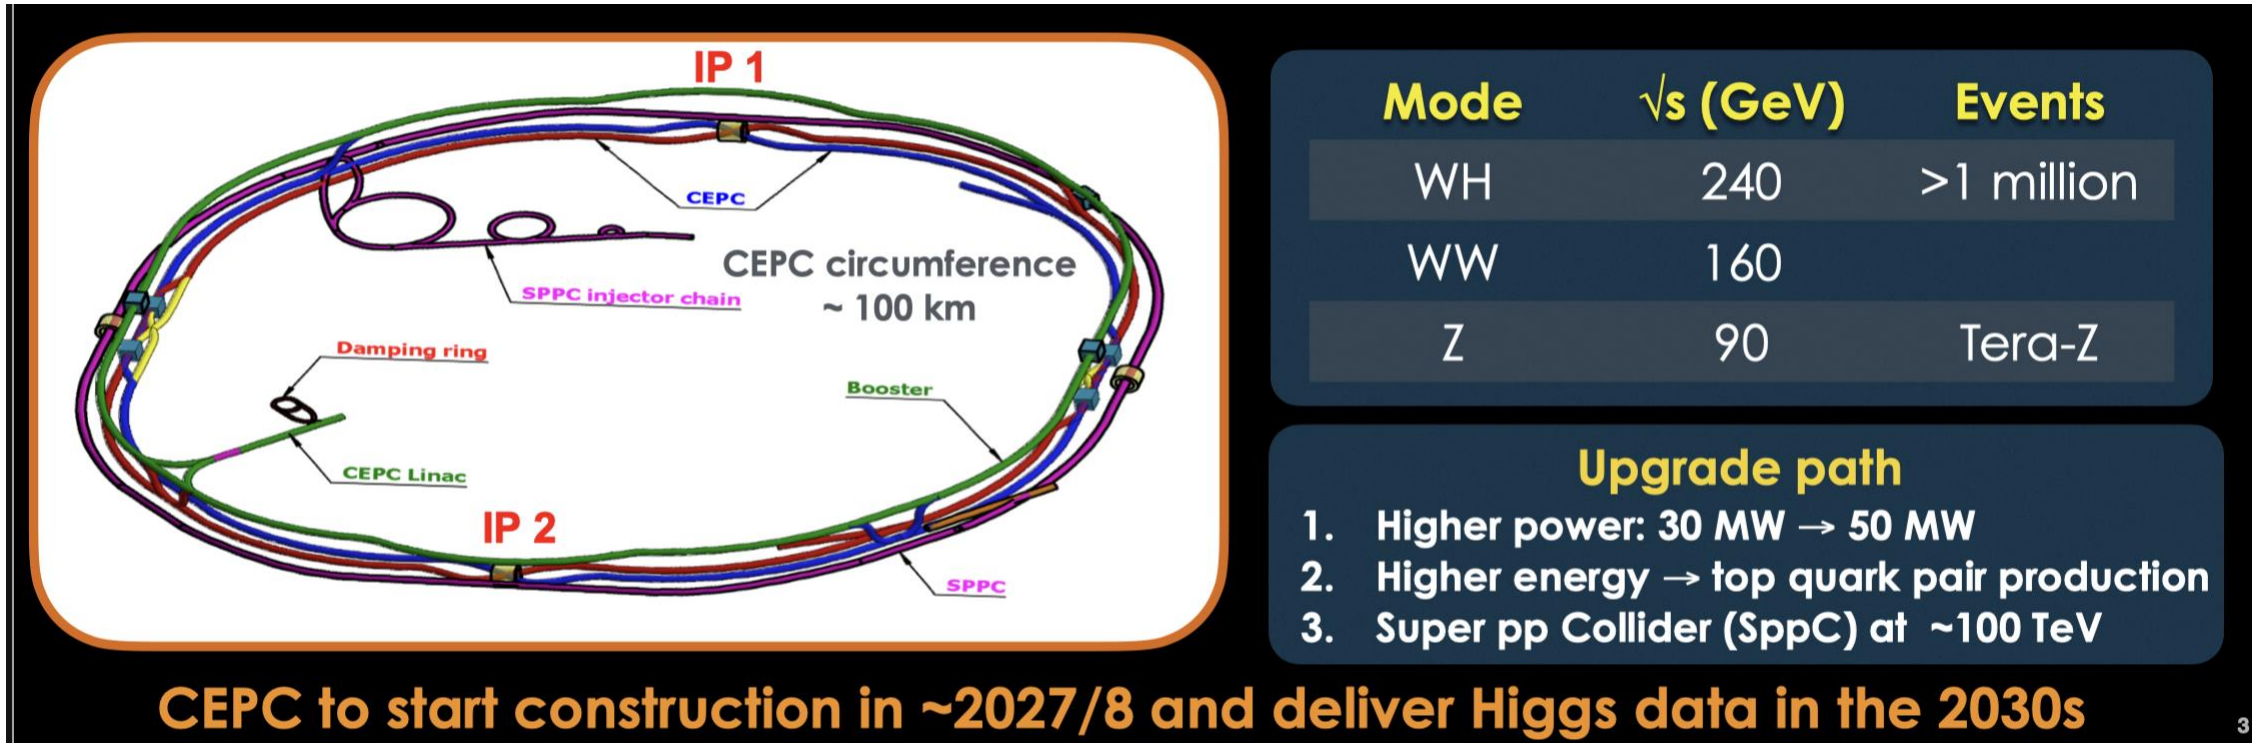 IP 1
CEPC
CEPC circumference
~ 100 km
SPPC injector chain
Damping ring
Booster
CEPC Linac
IP 2
SPPC
Mode √s (GeV) Events
WH 240 >1 million
WW 160
Z 90 Tera-Z
Upgrade path
1. Higher power: 30 MW → 50 MW
2. Higher energy → top quark pair production
3. Super pp Collider (SppC) at ~100 TeV
CEPC to start construction in ~2027/8 and deliver Higgs data in the 2030s
3